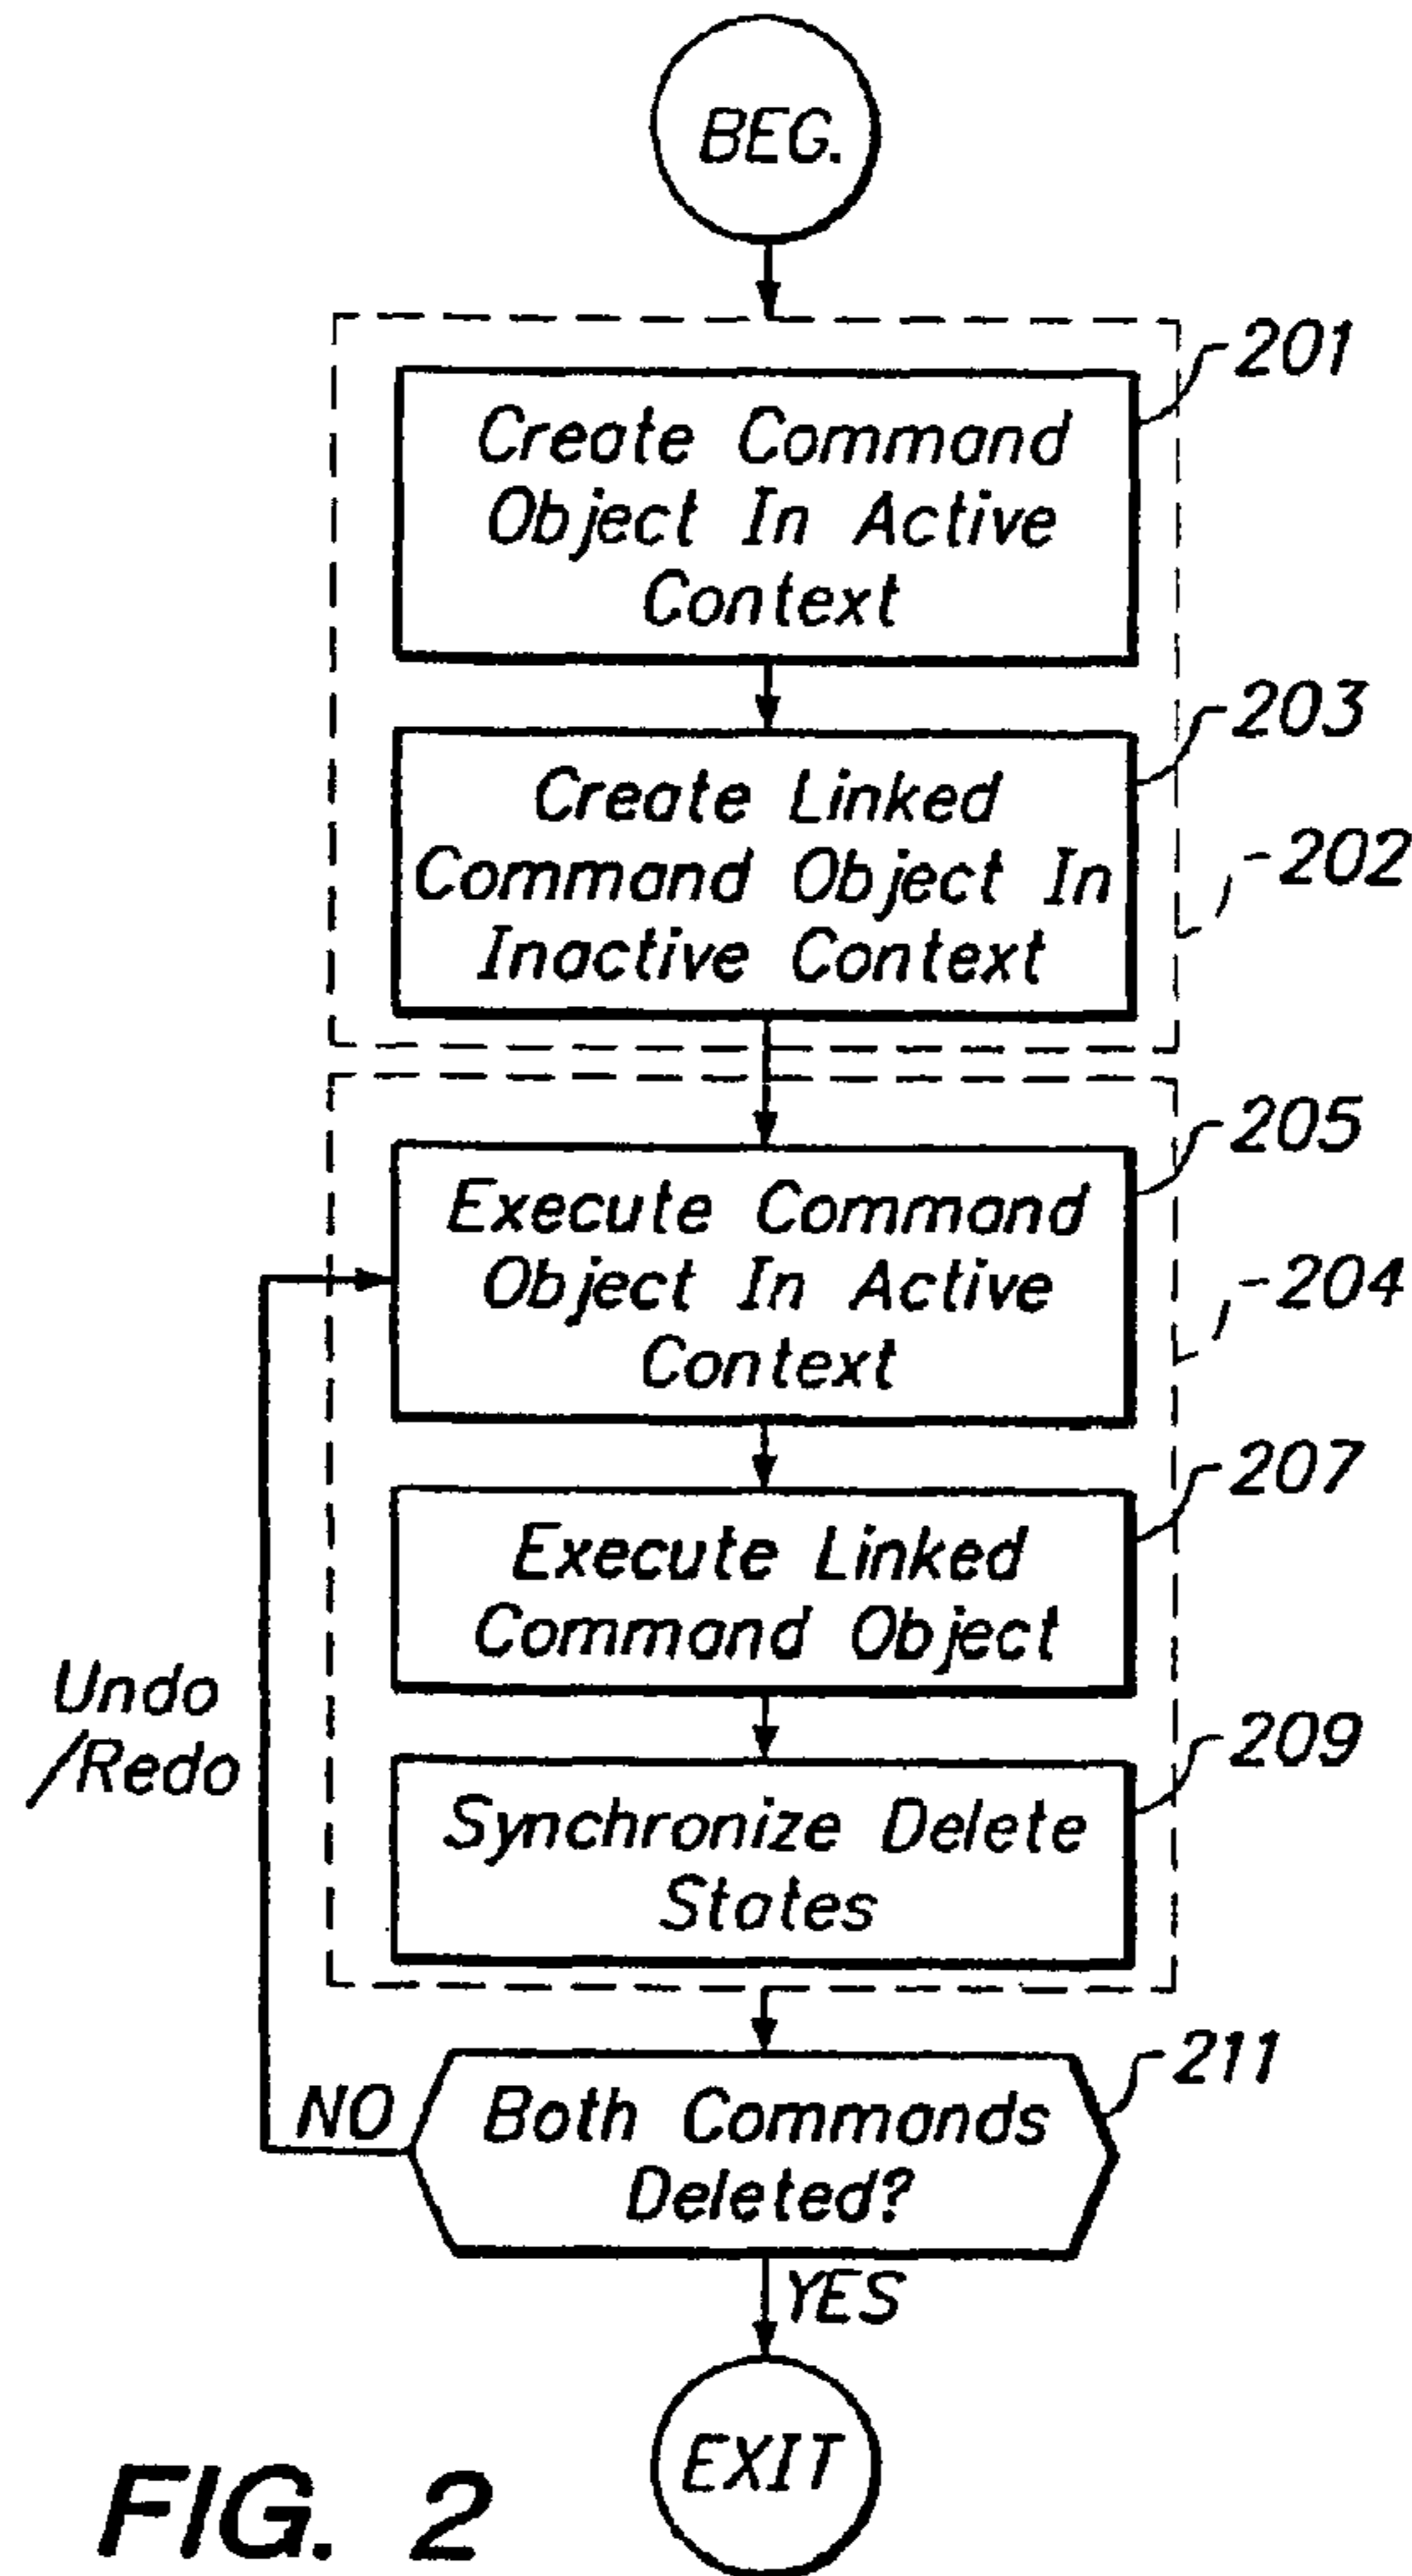 BEG.
201
Create Command
Object In Active
Context
203
Create Linked
Command Object In
Inactive Context
202
205
Execute Command
Object In Active
Context
204
207
Execute Linked
Command Object
Undo
/Redo
209
Synchronize Delete
States
211
NO
Both Commands
Deleted?
YES
EXIT
FIG. 2